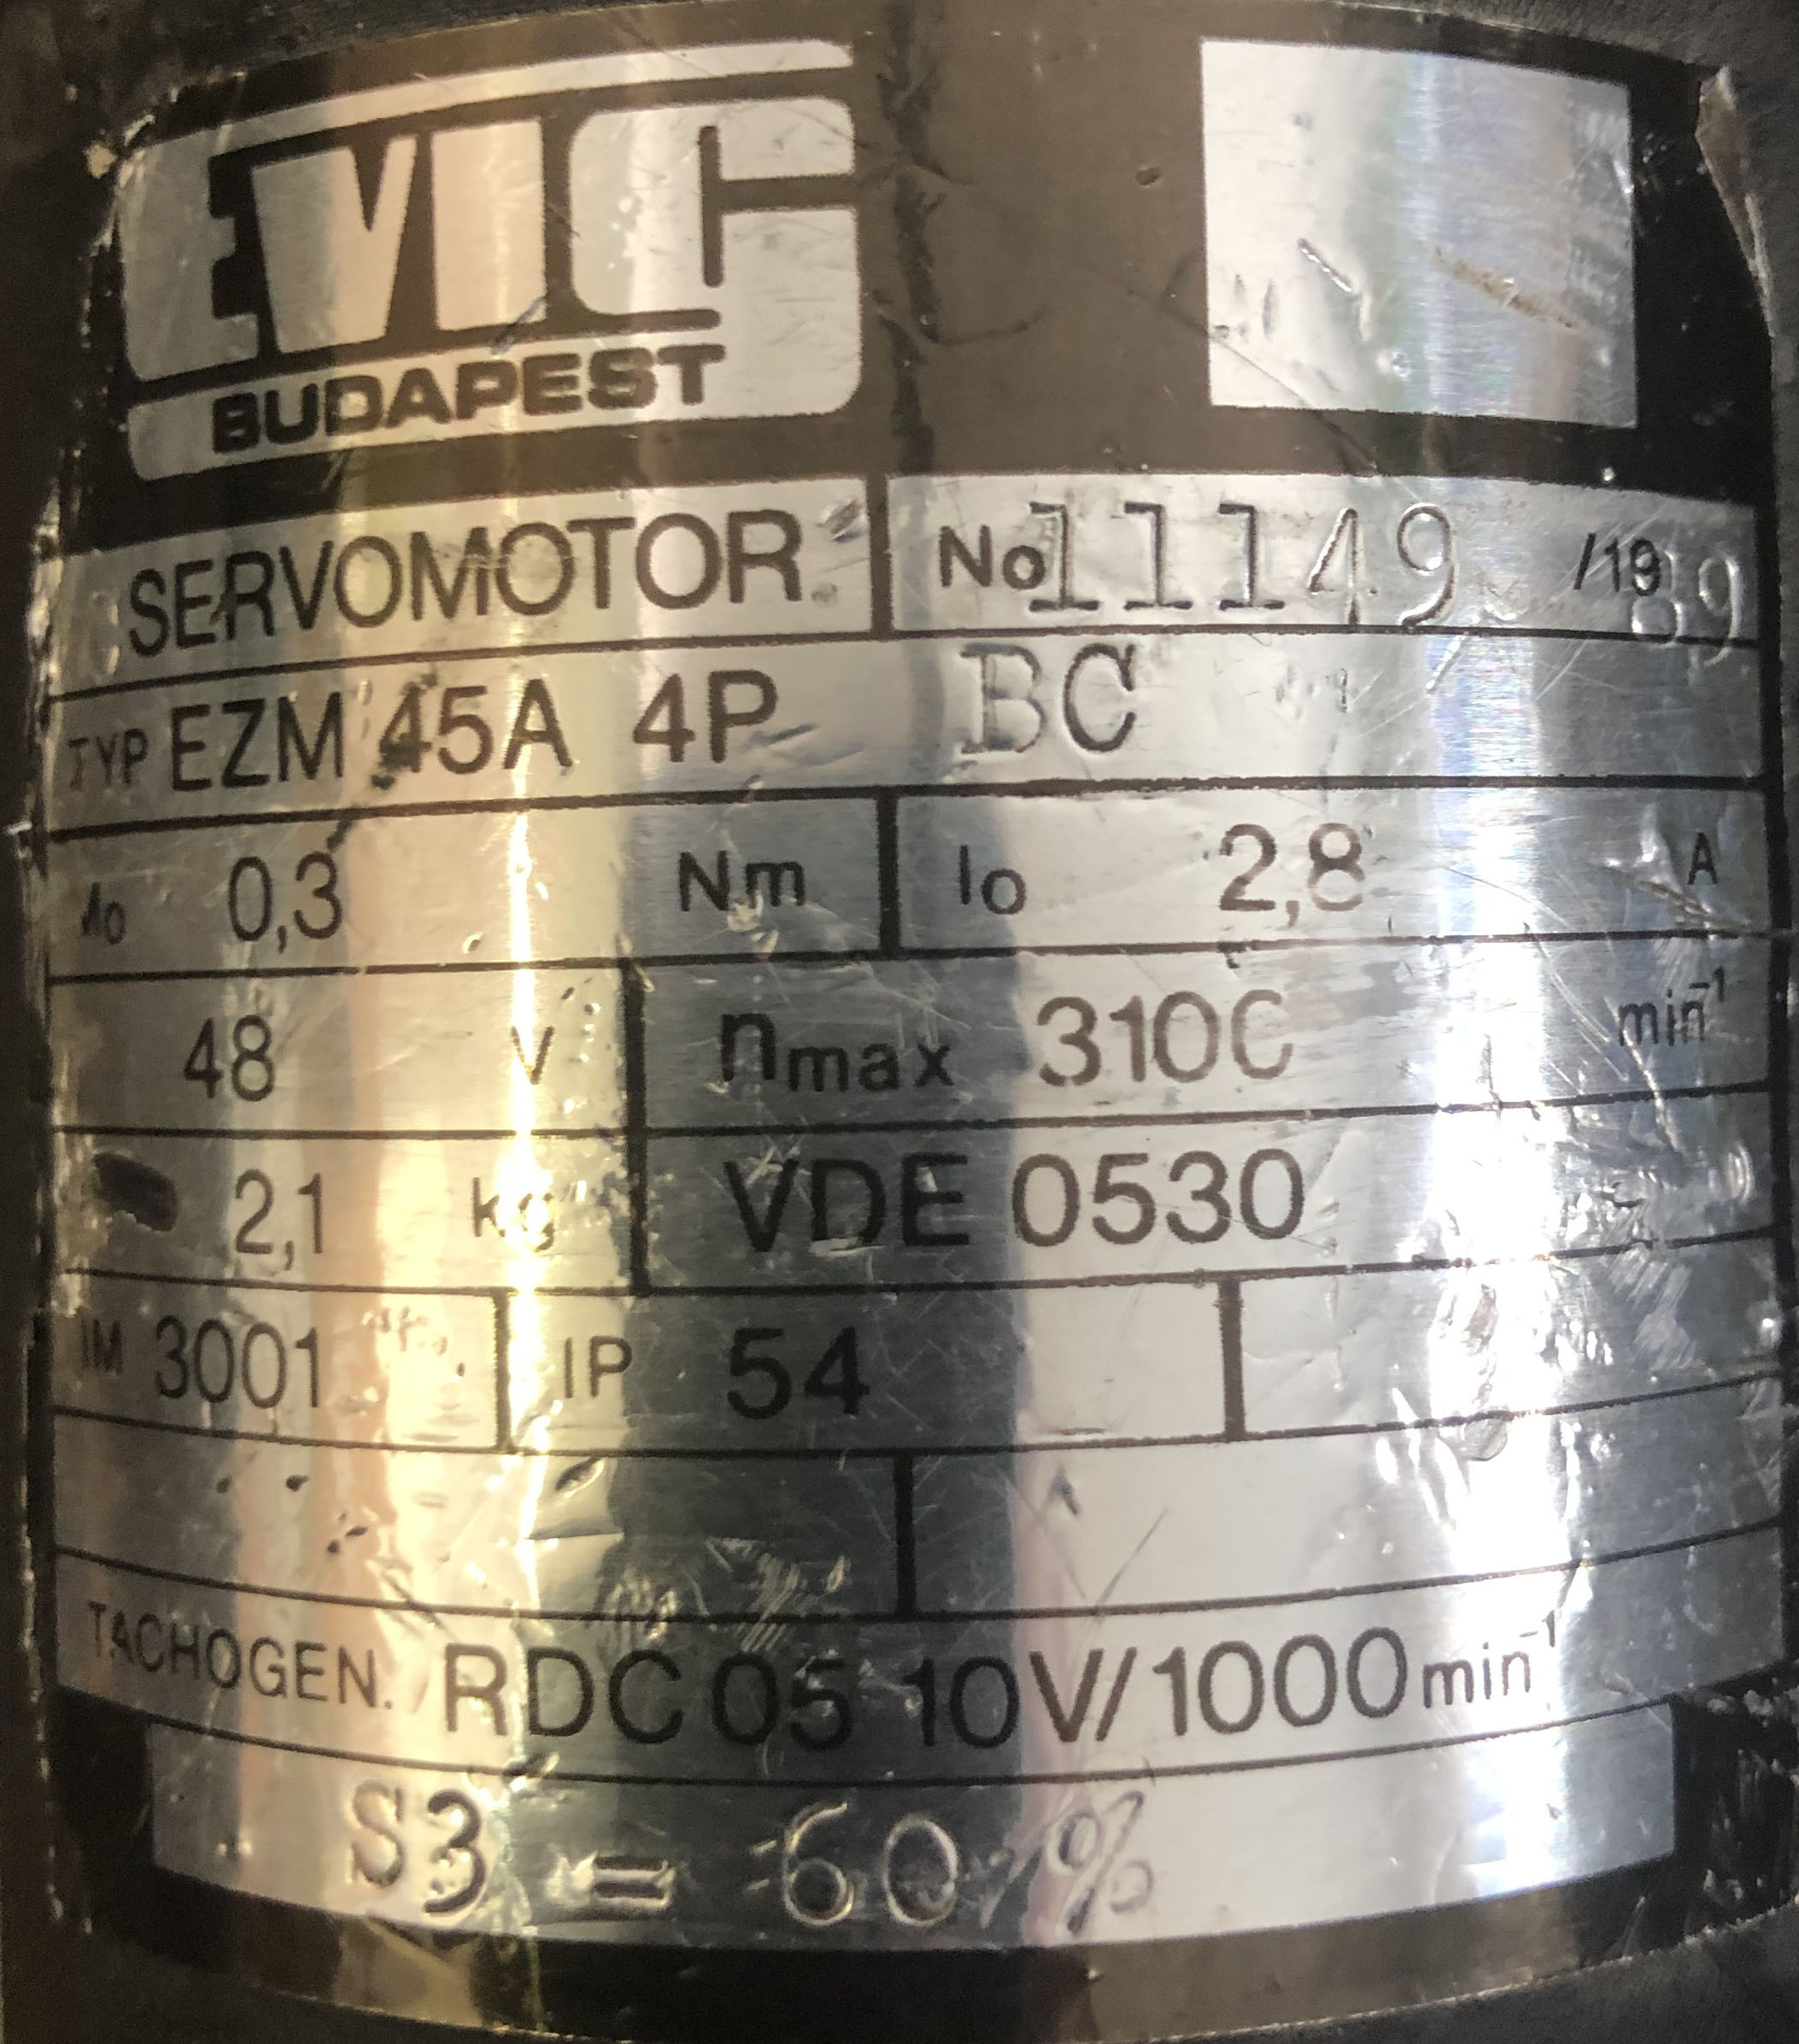 EVIG
BUDAPEST
SERVOMOTOR No 11149 /1989
TYP EZM 45A 4P BC
Mo 0,3 Nm Io 2,8 A
48 V nmax 3100 min⁻¹
2,1 kg VDE 0530
IM 3001 IP 54
TACHOGEN. RDC 05 10V/1000 min⁻¹
S3 = 60 %